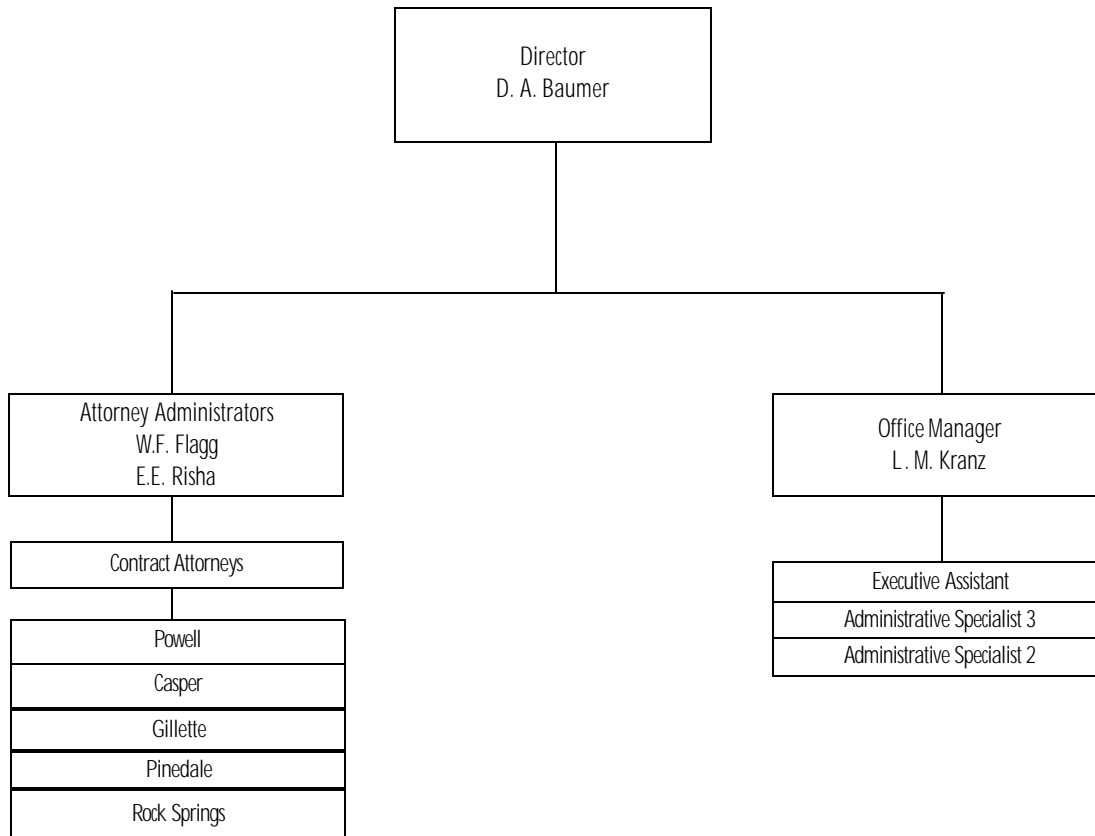 Director
D. A. Baumer
Attorney Administrators
W.F. Flagg
E.E. Risha
Office Manager
L. M. Kranz
Contract Attorneys
Executive Assistant
Administrative Specialist 3
Administrative Specialist 2
Powell
Casper
Gillette
Pinedale
Rock Springs